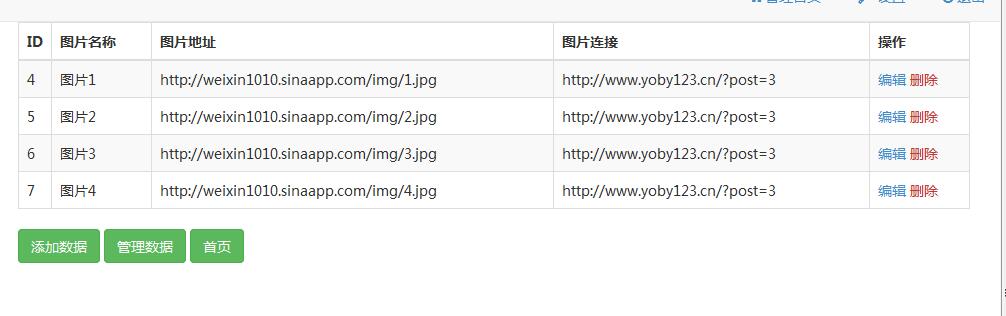 ID 图片名称 图片地址 图片连接 操作
4 图片1 http://weixin1010.sinaapp.com/img/1.jpg http://www.yoby123.cn/?post=3 编辑 删除
5 图片2 http://weixin1010.sinaapp.com/img/2.jpg http://www.yoby123.cn/?post=3 编辑 删除
6 图片3 http://weixin1010.sinaapp.com/img/3.jpg http://www.yoby123.cn/?post=3 编辑 删除
7 图片4 http://weixin1010.sinaapp.com/img/4.jpg http://www.yoby123.cn/?post=3 编辑 删除
添加数据 管理数据 首页